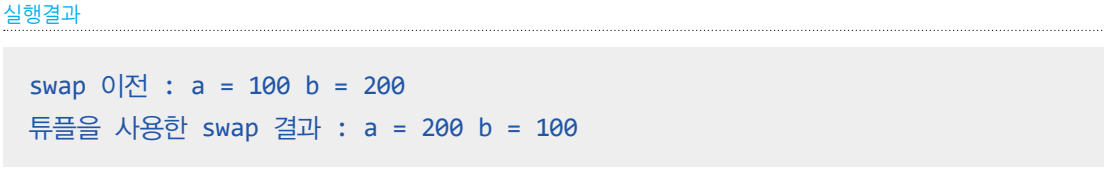 실행결과
swap 이전 : a = 100 b = 200
튜플을 사용한 swap 결과 : a = 200 b = 100